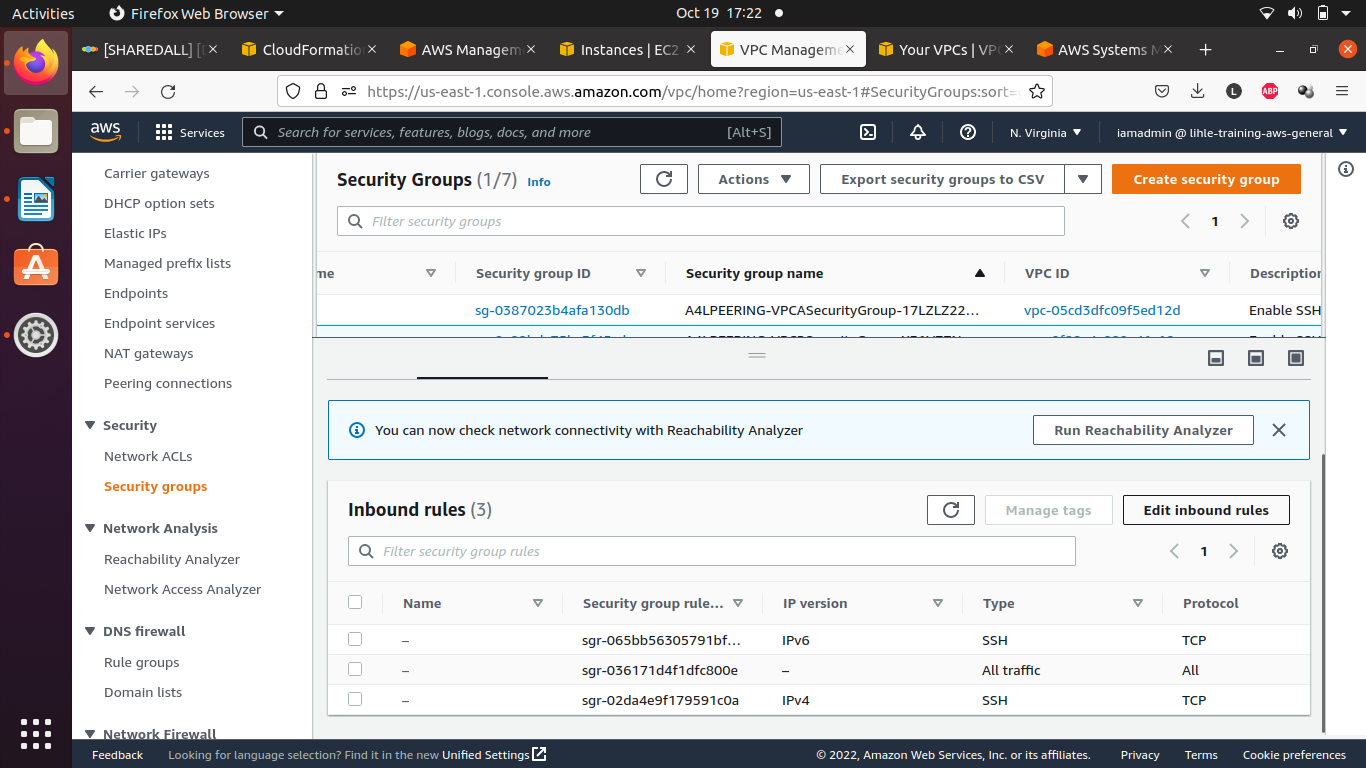 Activities Firefox Web Browser Oct 19 17:22
[SHAREDALL] [ CloudFormatio AWS Managem Instances | EC2 VPC Manageme Your VPCs | VPC AWS Systems M
https://us-east-1.console.aws.amazon.com/vpc/home?region=us-east-1#SecurityGroups:sort= L ABP
aws Services Search for services, features, blogs, docs, and more [Alt+S] N. Virginia iamadmin @ lihle-training-aws-general
Carrier gateways
DHCP option sets
Elastic IPs
Managed prefix lists
Endpoints
Endpoint services
NAT gateways
Peering connections
Security
Network ACLs
Security groups
Network Analysis
Reachability Analyzer
Network Access Analyzer
DNS firewall
Rule groups
Domain lists
Network Firewall
Security Groups (1/7) Info Actions Export security groups to CSV Create security group
Filter security groups 1
me Security group ID Security group name VPC ID Description
sg-0387023b4afa130db A4LPEERING-VPCASecurityGroup-17LZLZ22... vpc-05cd3dfc09f5ed12d Enable SSH
You can now check network connectivity with Reachability Analyzer Run Reachability Analyzer
Inbound rules (3) Manage tags Edit inbound rules
Filter security group rules 1
Name Security group rule... IP version Type Protocol
– sgr-065bb56305791bf... IPv6 SSH TCP
– sgr-036171d4f1dfc800e – All traffic All
– sgr-02da4e9f179591c0a IPv4 SSH TCP
Feedback Looking for language selection? Find it in the new Unified Settings © 2022, Amazon Web Services, Inc. or its affiliates. Privacy Terms Cookie preferences